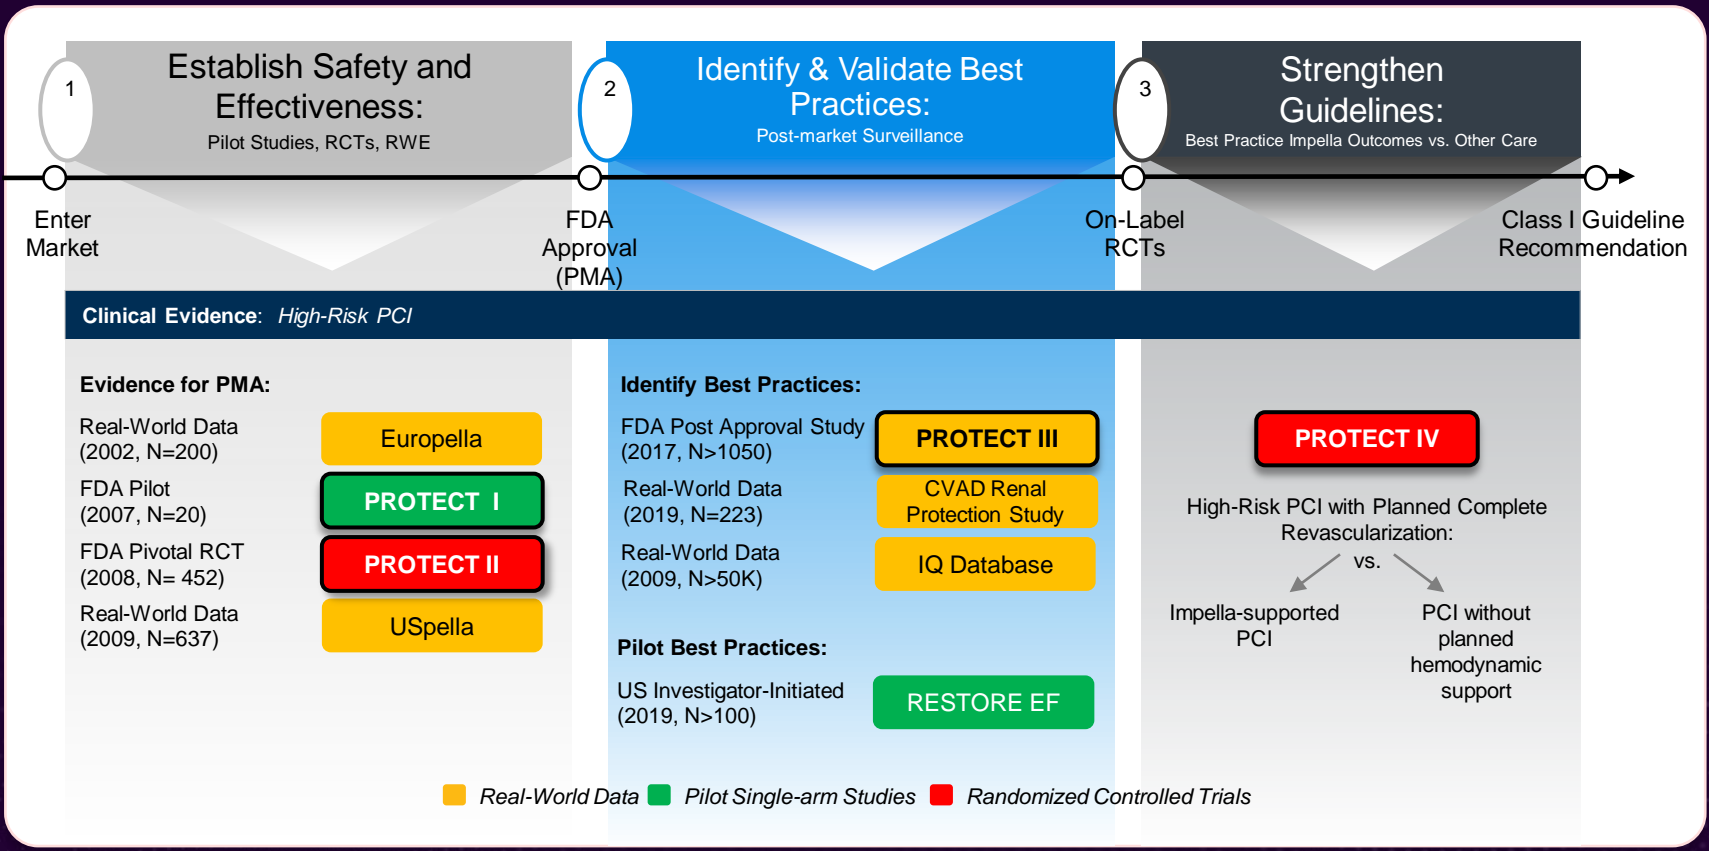 1
Establish Safety and
Effectiveness:
Pilot Studies, RCTs, RWE
2
Identify & Validate Best
Practices:
Post-market Surveillance
3
Strengthen
Guidelines:
Best Practice Impella Outcomes vs. Other Care
Enter
Market
FDA
Approval
(PMA)
On-Label
RCTs
Class I Guideline
Recommendation
Clinical Evidence: High-Risk PCI
Evidence for PMA:
Real-World Data
(2002, N=200)
Europella
FDA Pilot
(2007, N=20)
PROTECT I
FDA Pivotal RCT
(2008, N= 452)
PROTECT II
Real-World Data
(2009, N=637)
USpella
Identify Best Practices:
FDA Post Approval Study
(2017, N>1050)
PROTECT III
Real-World Data
(2019, N=223)
CVAD Renal
Protection Study
Real-World Data
(2009, N>50K)
IQ Database
Pilot Best Practices:
US Investigator-Initiated
(2019, N>100)
RESTORE EF
PROTECT IV
High-Risk PCI with Planned Complete
Revascularization:
vs.
Impella-supported
PCI
PCI without
planned
hemodynamic
support
Real-World Data
Pilot Single-arm Studies
Randomized Controlled Trials